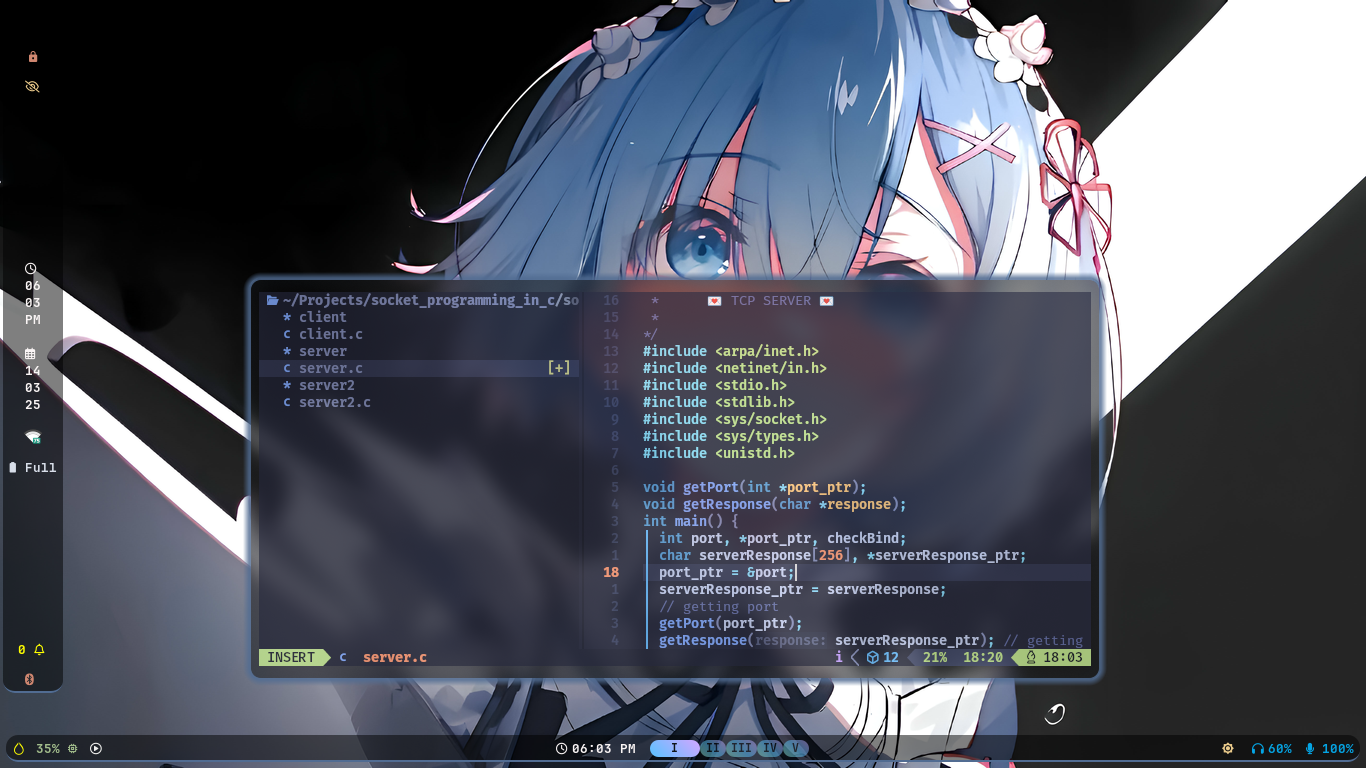 06
03
PM
14
03
25
Full
0
~/Projects/socket_programming_in_c/so
* client
C client.c
* server
C server.c [+]
* server2
C server2.c
16 * 💌 TCP SERVER 💌
15 *
14 */
13 #include <arpa/inet.h>
12 #include <netinet/in.h>
11 #include <stdio.h>
10 #include <stdlib.h>
9 #include <sys/socket.h>
8 #include <sys/types.h>
7 #include <unistd.h>
6
5 void getPort(int *port_ptr);
4 void getResponse(char *response);
3 int main() {
2 int port, *port_ptr, checkBind;
1 char serverResponse[256], *serverResponse_ptr;
18 port_ptr = &port;
1 serverResponse_ptr = serverResponse;
2 // getting port
3 getPort(port_ptr);
4 getResponse(response: serverResponse_ptr); // getting
INSERT C server.c i 12 21% 18:20 18:03
35% 06:03 PM I II III IV V 60% 100%